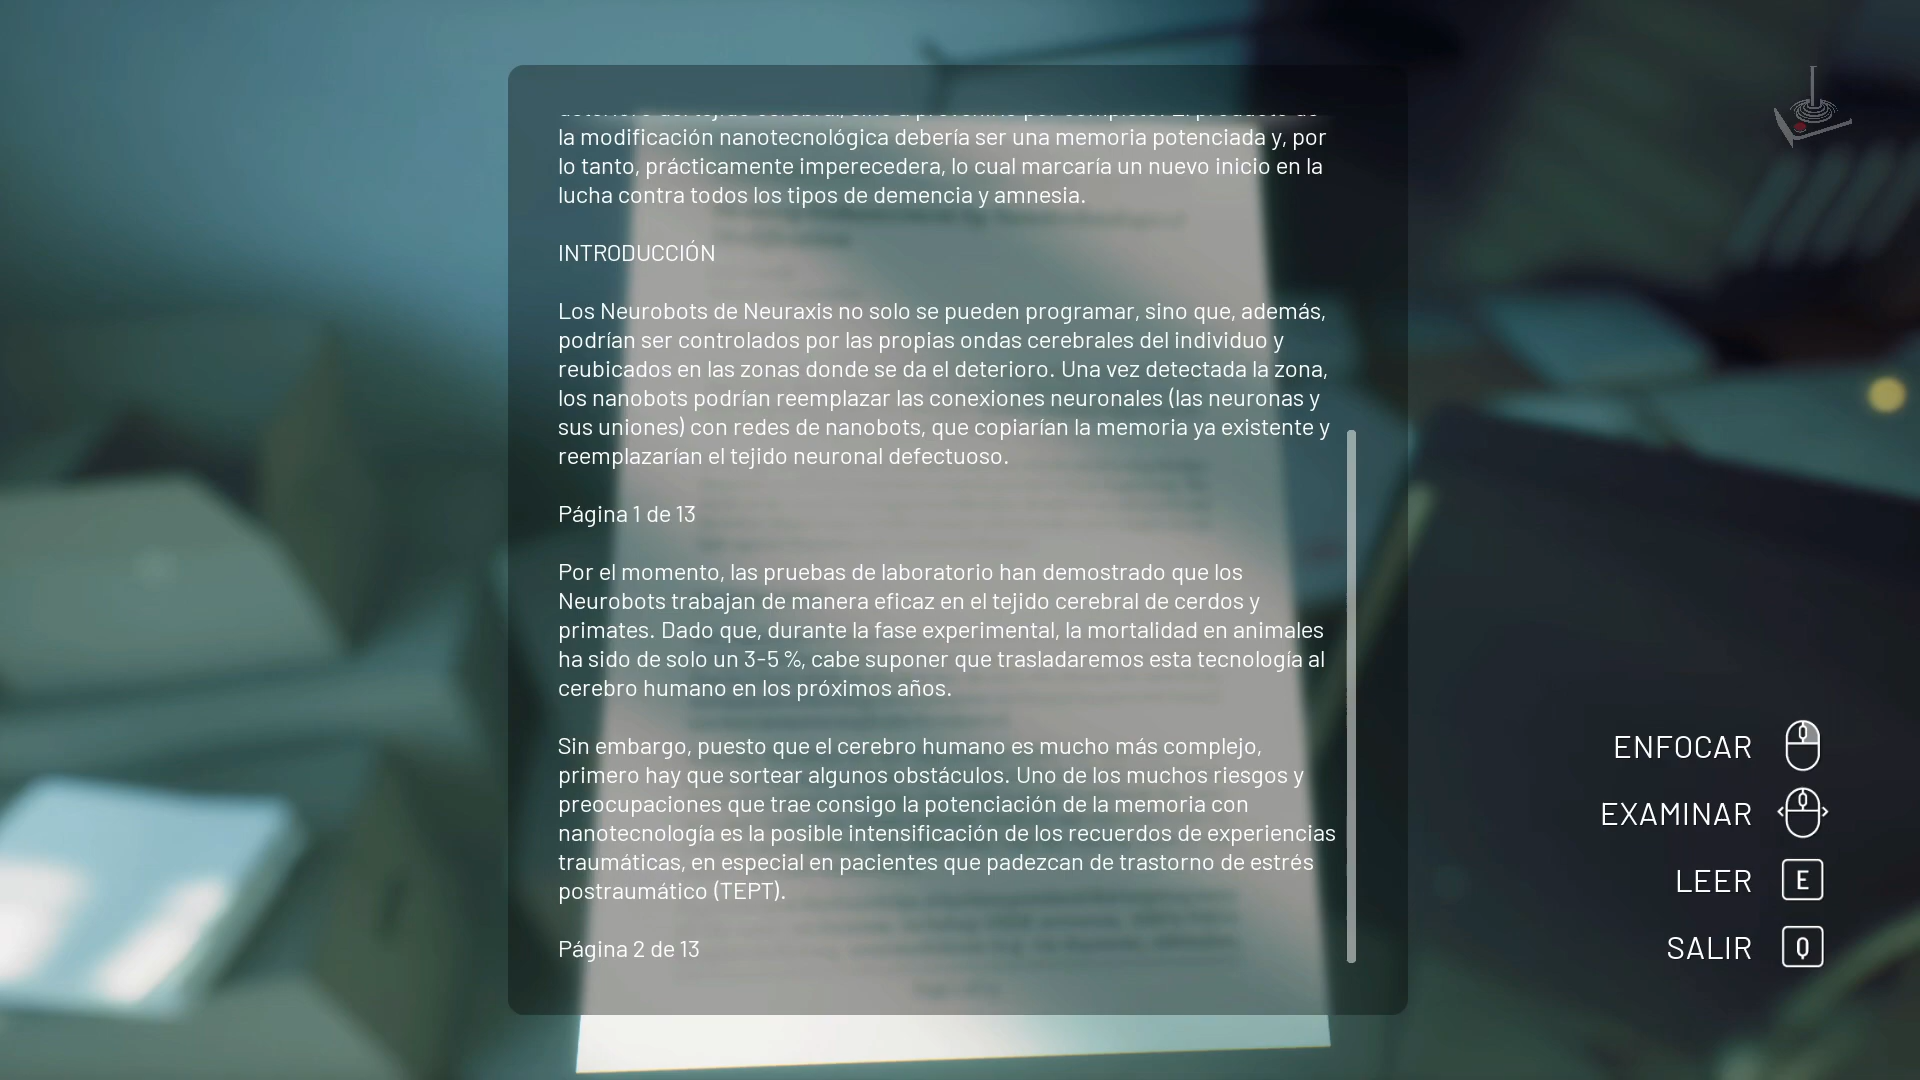 la modificación nanotecnológica debería ser una memoria potenciada y, por
lo tanto, prácticamente imperecedera, lo cual marcaría un nuevo inicio en la
lucha contra todos los tipos de demencia y amnesia.
INTRODUCCIÓN
Los Neurobots de Neuraxis no solo se pueden programar, sino que, además,
podrían ser controlados por las propias ondas cerebrales del individuo y
reubicados en las zonas donde se da el deterioro. Una vez detectada la zona,
los nanobots podrían reemplazar las conexiones neuronales (las neuronas y
sus uniones) con redes de nanobots, que copiarían la memoria ya existente y
reemplazarían el tejido neuronal defectuoso.
Página 1 de 13
Por el momento, las pruebas de laboratorio han demostrado que los
Neurobots trabajan de manera eficaz en el tejido cerebral de cerdos y
primates. Dado que, durante la fase experimental, la mortalidad en animales
ha sido de solo un 3-5 %, cabe suponer que trasladaremos esta tecnología al
cerebro humano en los próximos años.
Sin embargo, puesto que el cerebro humano es mucho más complejo,
primero hay que sortear algunos obstáculos. Uno de los muchos riesgos y
preocupaciones que trae consigo la potenciación de la memoria con
nanotecnología es la posible intensificación de los recuerdos de experiencias
traumáticas, en especial en pacientes que padezcan de trastorno de estrés
postraumático (TEPT).
Página 2 de 13
ENFOCAR
EXAMINAR
LEER E
SALIR Q